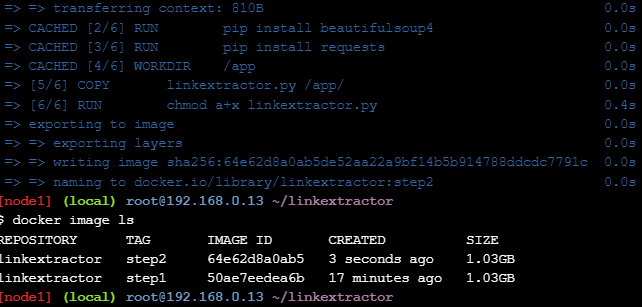 => => transferring context: 810B 0.0s
=> CACHED [2/6] RUN pip install beautifulsoup4 0.0s
=> CACHED [3/6] RUN pip install requests 0.0s
=> CACHED [4/6] WORKDIR /app 0.0s
=> [5/6] COPY linkextractor.py /app/ 0.0s
=> [6/6] RUN chmod a+x linkextractor.py 0.4s
=> exporting to image 0.0s
=> => exporting layers 0.0s
=> => writing image sha256:64e62d8a0ab5de52aa22a9bf14b5b914788ddcdc7791c 0.0s
=> => naming to docker.io/library/linkextractor:step2 0.0s
[node1] (local) root@192.168.0.13 ~/linkextractor
$ docker image ls
REPOSITORY TAG IMAGE ID CREATED SIZE
linkextractor step2 64e62d8a0ab5 3 seconds ago 1.03GB
linkextractor step1 50ae7eedea6b 17 minutes ago 1.03GB
[node1] (local) root@192.168.0.13 ~/linkextractor